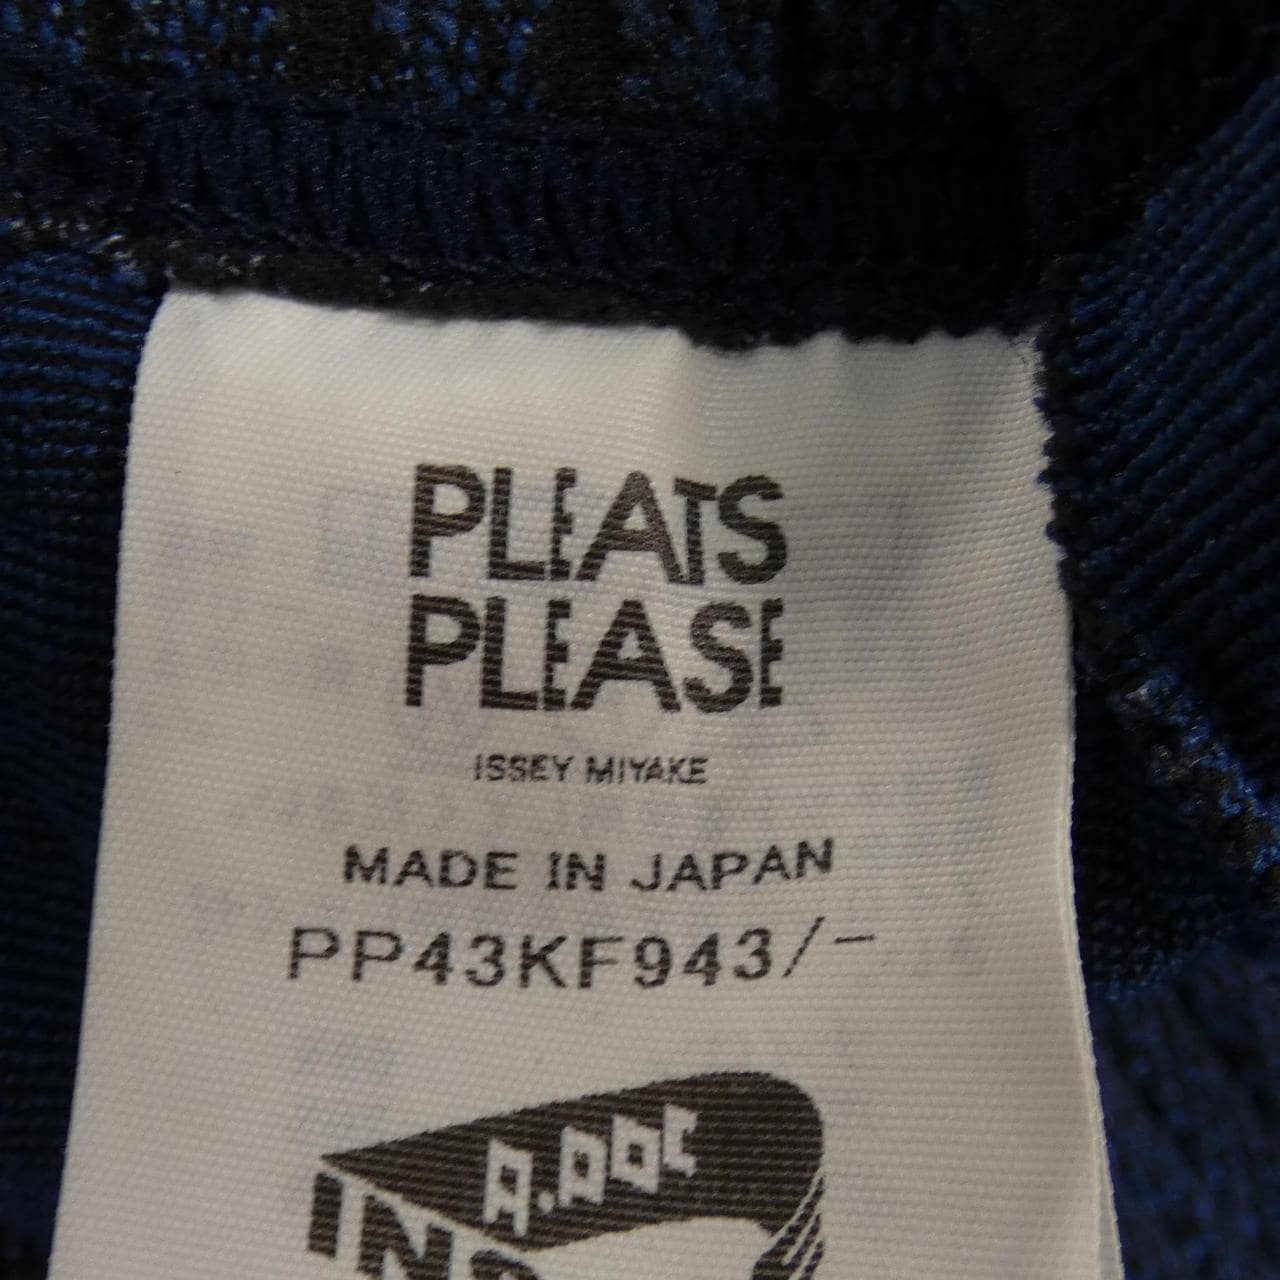 PLEATS
PLEASE
ISSEY MIYAKE
MADE IN JAPAN
PP43KF943/-
A.POC